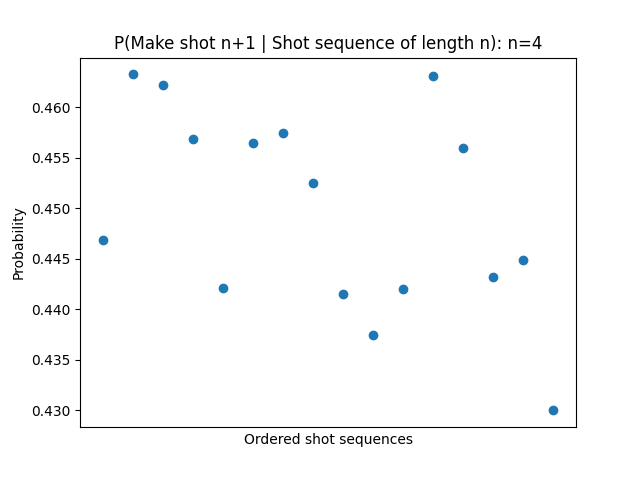 P(Make shot n+1 | Shot sequence of length n): n=4
0.460
0.455
0.450
0.445
0.440
0.435
0.430
Probability
Ordered shot sequences